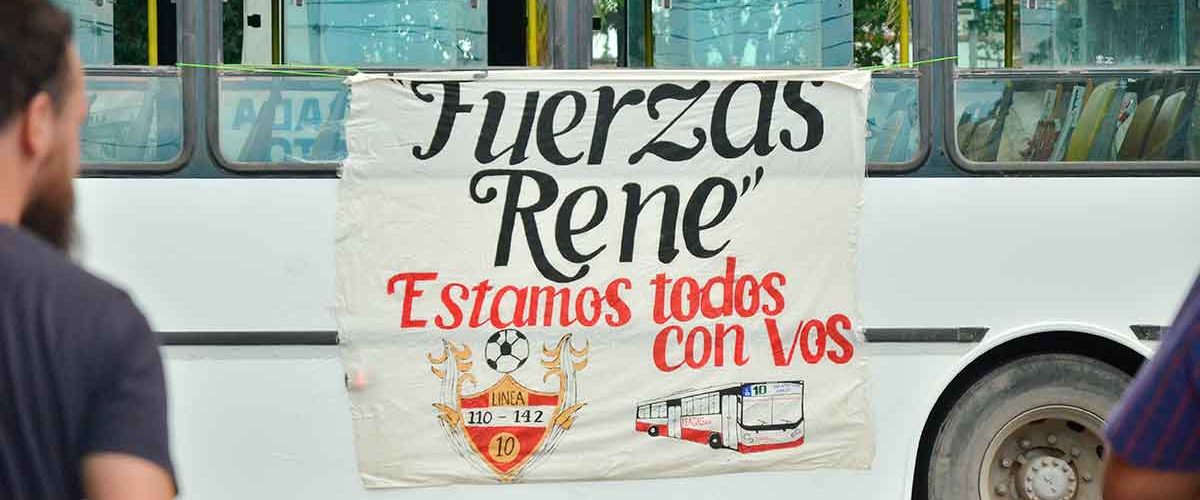 "Fuerzas
Rene"
Estamos todos
con vos
LINEA
110 - 142
10
10